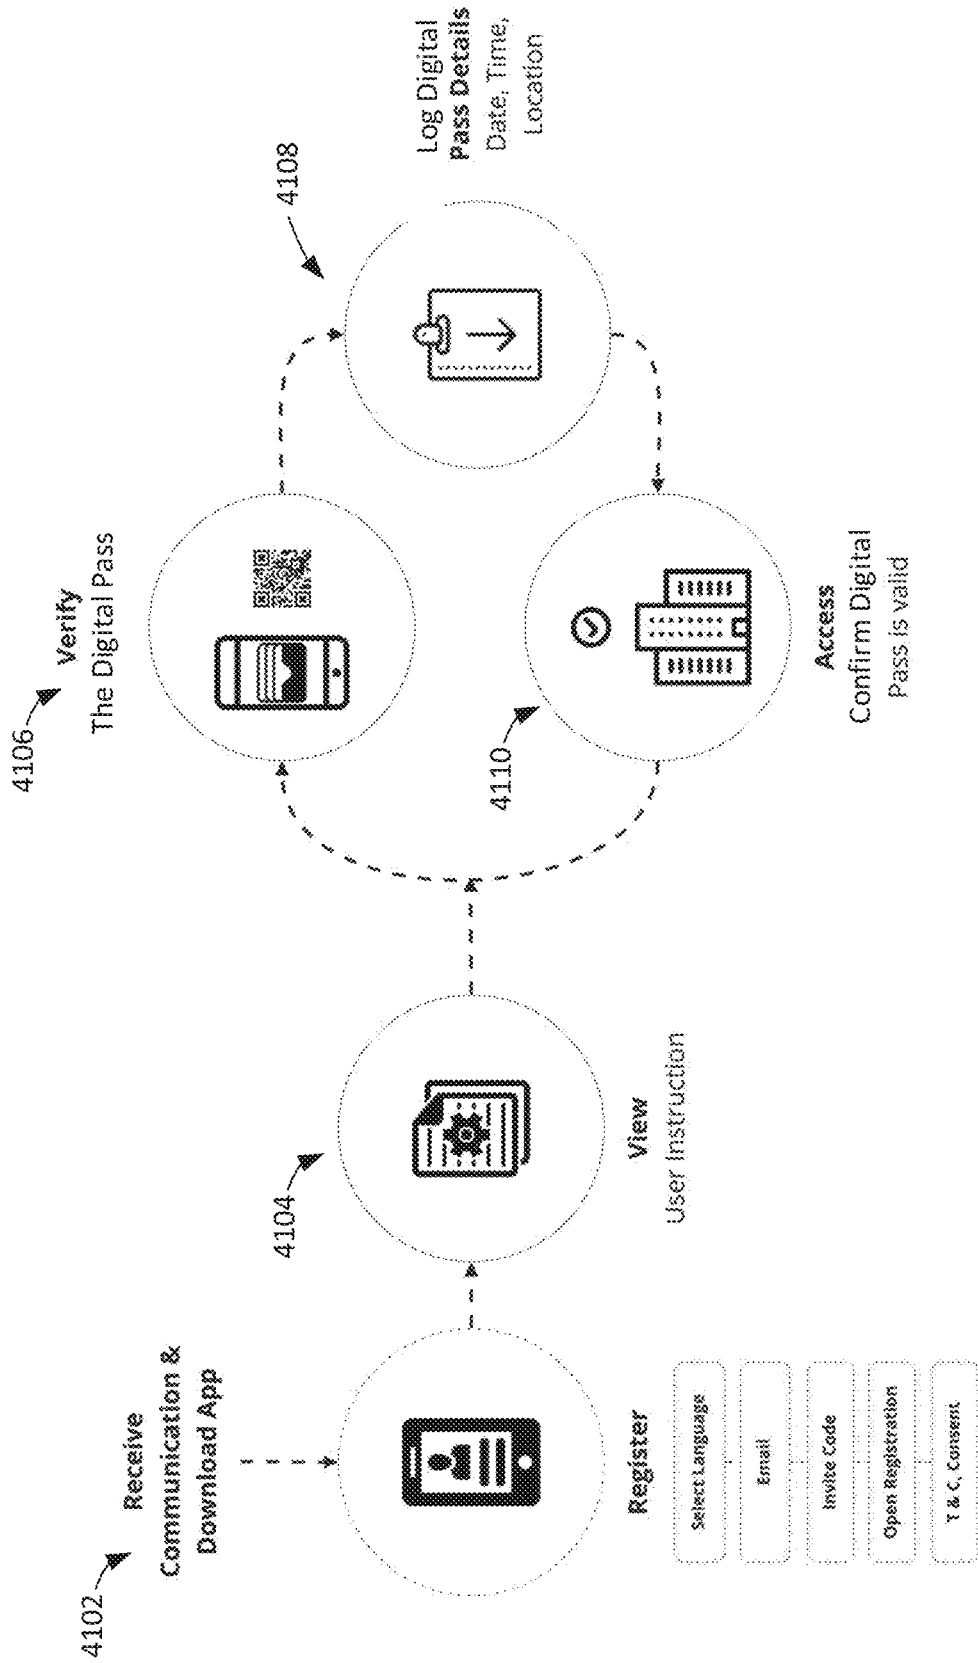 4102
Receive
Communication &
Download App
Register
Select Language
Email
Invite Code
Open Registration
T & C, Consent
4104
View
User Instruction
4106
Verify
The Digital Pass
4108
Log Digital
Pass Details
Date, Time,
Location
4110
Access
Confirm Digital
Pass is valid